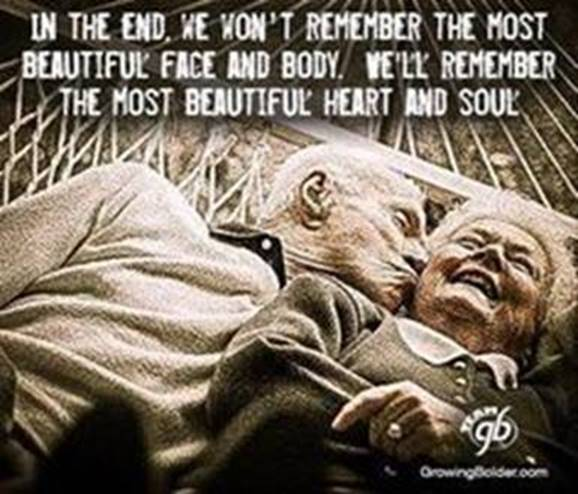 IN THE END, WE WON'T REMEMBER THE MOST
BEAUTIFUL FACE AND BODY. WE'LL REMEMBER
THE MOST BEAUTIFUL HEART AND SOUL
TEAM
gb
GrowingBolder.com